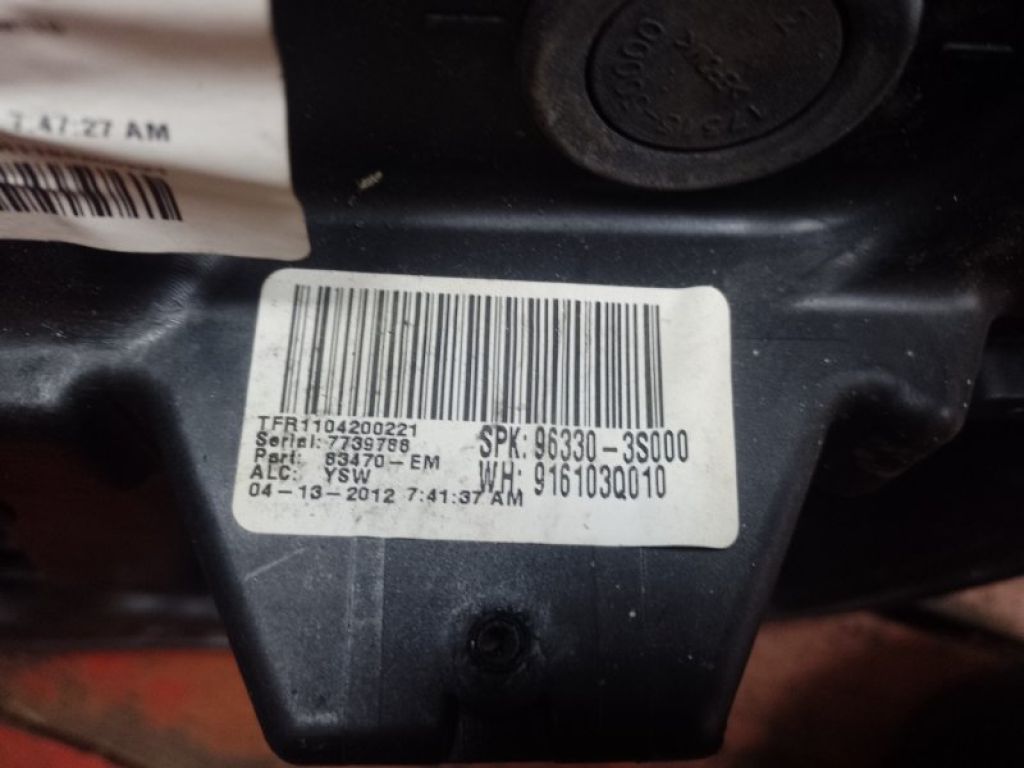 7:47:27 AM
TFR1104200221
Serial: 7739788
Part: 83470-EM
ALC: YSW
04-13-2012 7:41:37 AM
SPK: 96330-3S000
WH: 916103Q010